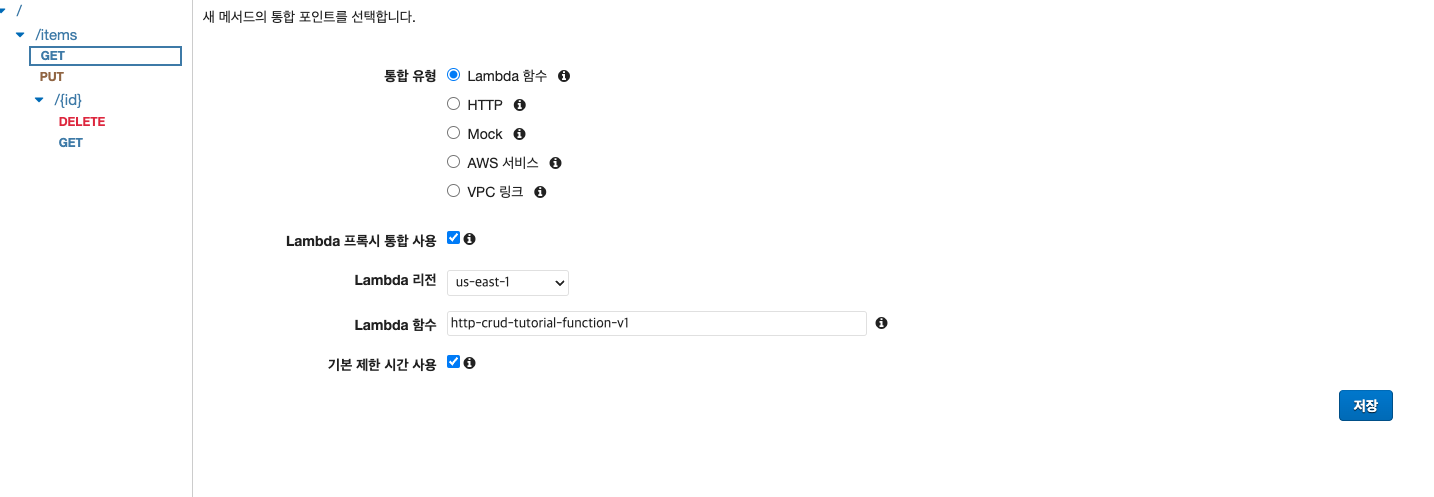 /
/items
GET
PUT
/{id}
DELETE
GET
새 메서드의 통합 포인트를 선택합니다.
통합 유형 Lambda 함수
HTTP
Mock
AWS 서비스
VPC 링크
Lambda 프록시 통합 사용
Lambda 리전 us-east-1
Lambda 함수 http-crud-tutorial-function-v1
기본 제한 시간 사용
저장